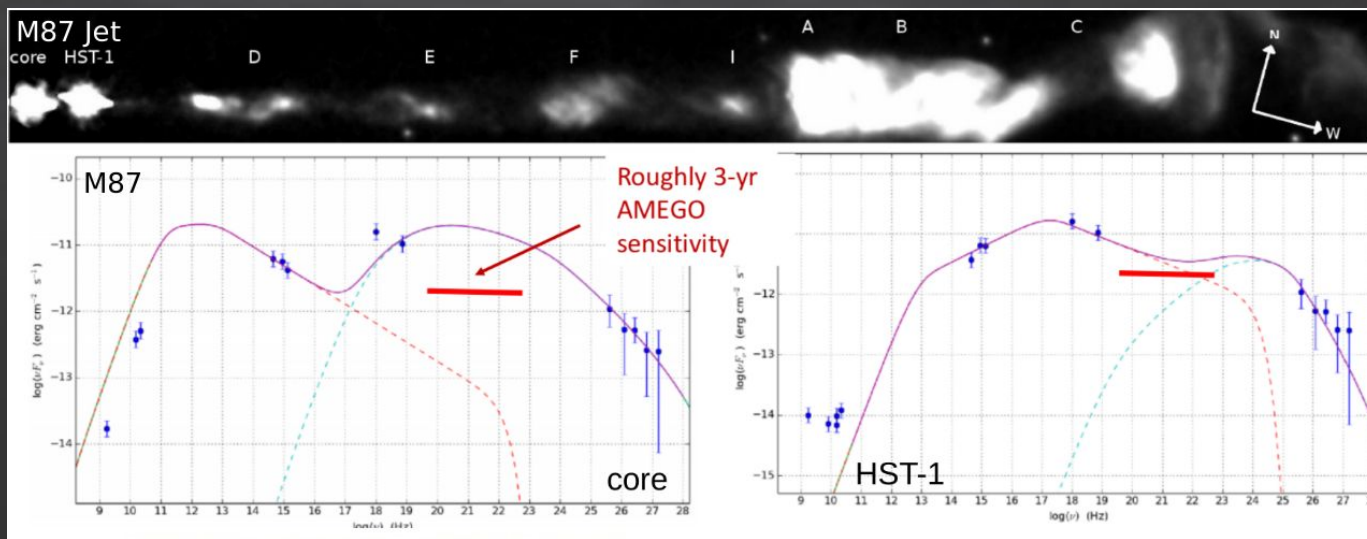 M87 Jet
core HST-1 D E F I A B C N
W
M87
Roughly 3-yr
AMEGO
sensitivity
log(νFν) (erg cm⁻² s⁻¹)
−10
−11
−12
−13
−14
core
9 10 11 12 13 14 15 16 17 18 19 20 21 22 23 24 25 26 27 28
log(ν) (Hz)
log(νFν) (erg cm⁻² s⁻¹)
−12
−13
−14
−15
HST-1
9 10 11 12 13 14 15 16 17 18 19 20 21 22 23 24 25 26 27
log(ν) (Hz)